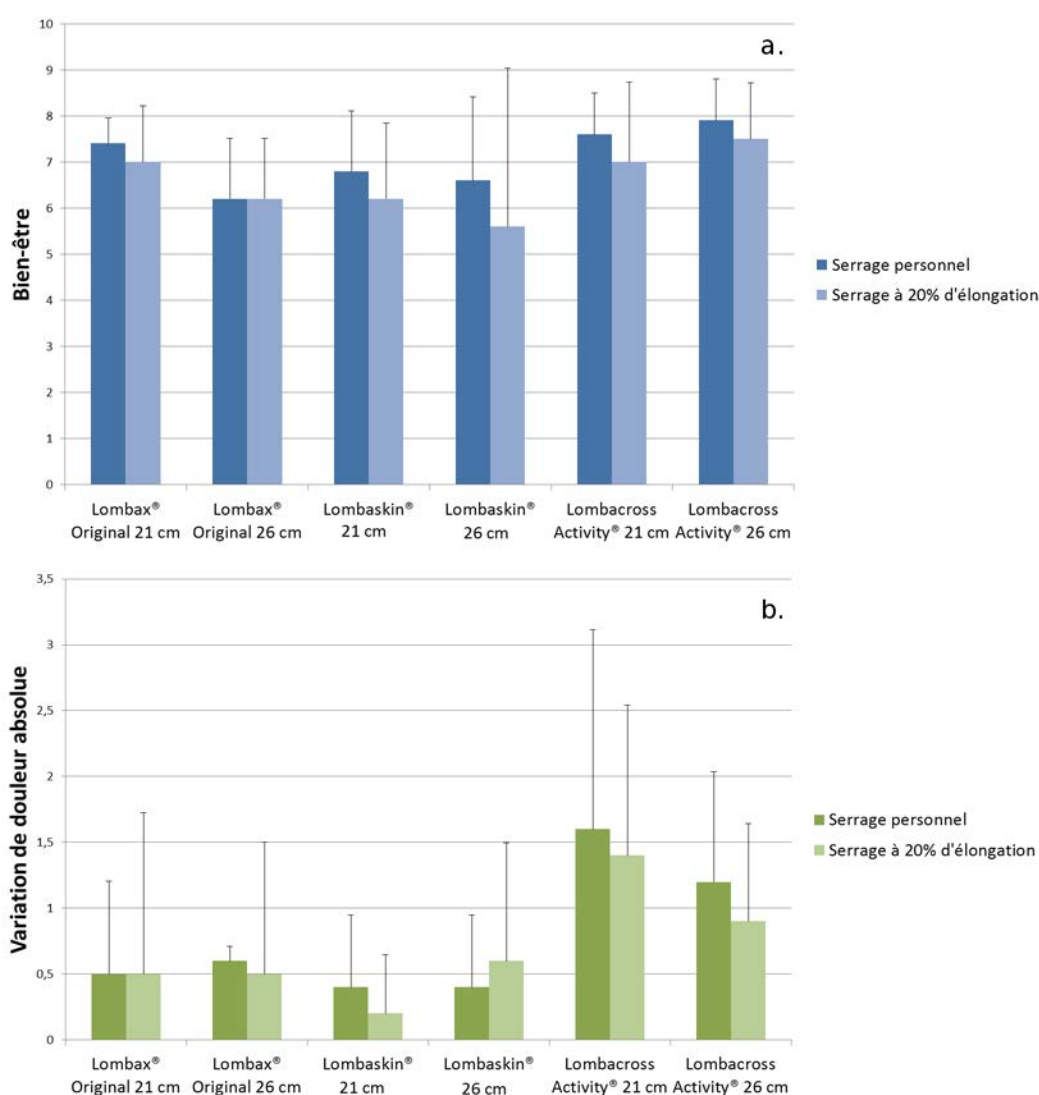 10
a.
9
8
7
6
5
4
3
2
1
0
Bien-être
Serrage personnel
Serrage à 20% d'élongation
Lombax® Lombax® Lombaskin® Lombaskin® Lombacross Lombacross
Original 21 cm Original 26 cm 21 cm 26 cm Activity® 21 cm Activity® 26 cm
3,5
b.
3
2,5
2
1,5
1
0,5
0
Variation de douleur absolue
Serrage personnel
Serrage à 20% d'élongation
Lombax® Lombax® Lombaskin® Lombaskin® Lombacross Lombacross
Original 21 cm Original 26 cm 21 cm 26 cm Activity® 21 cm Activity® 26 cm